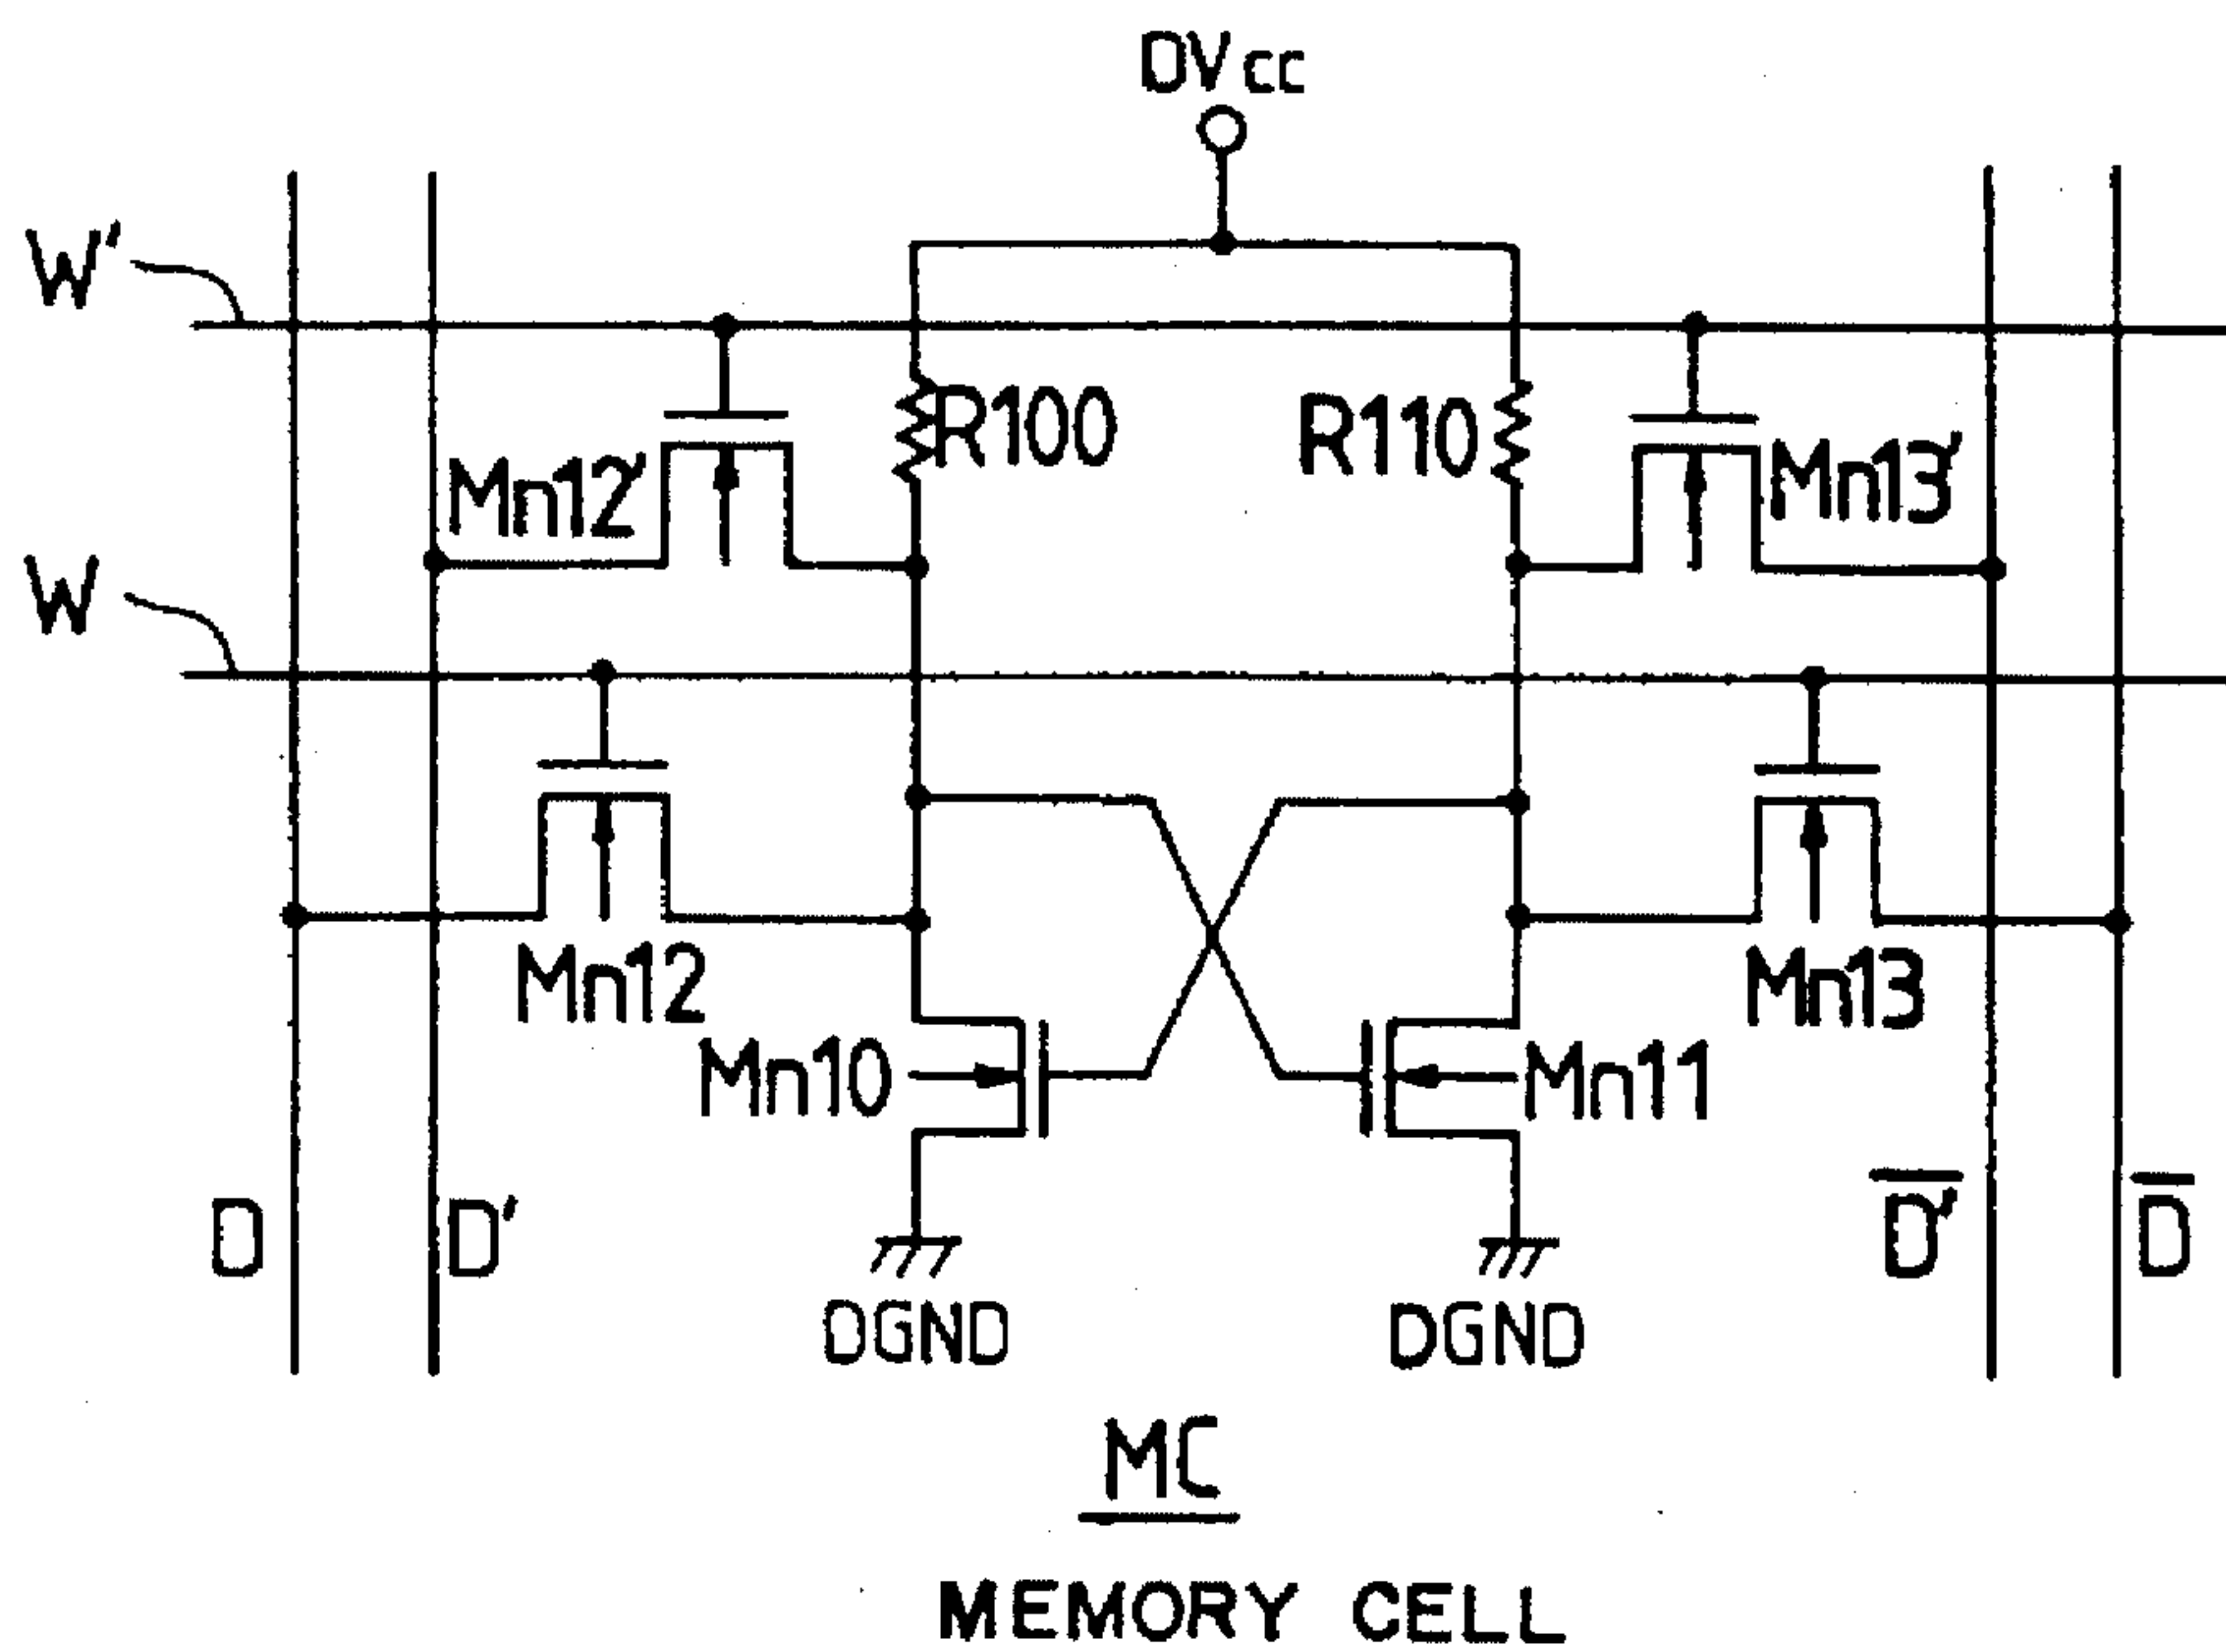 DVcc
W'
R100
R110
Mn12'
Mn13'
W
Mn12
Mn13
Mn10
Mn11
D
D'
D̅'̅
D̅
DGND
DGND
MC
MEMORY CELL